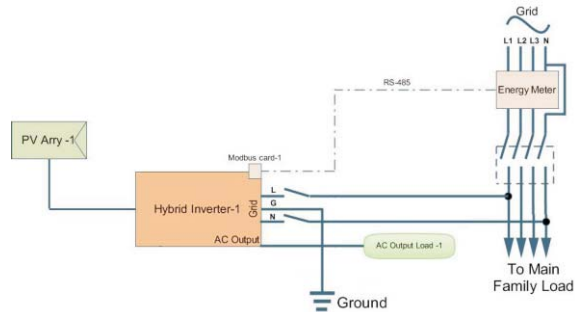 Grid
L1 L2 L3 N
RS-485
Energy Meter
PV Arry -1
Modbus card-1
Hybrid Inverter-1
Grid
L
G
N
AC Output
AC Output Load -1
To Main
Family Load
Ground